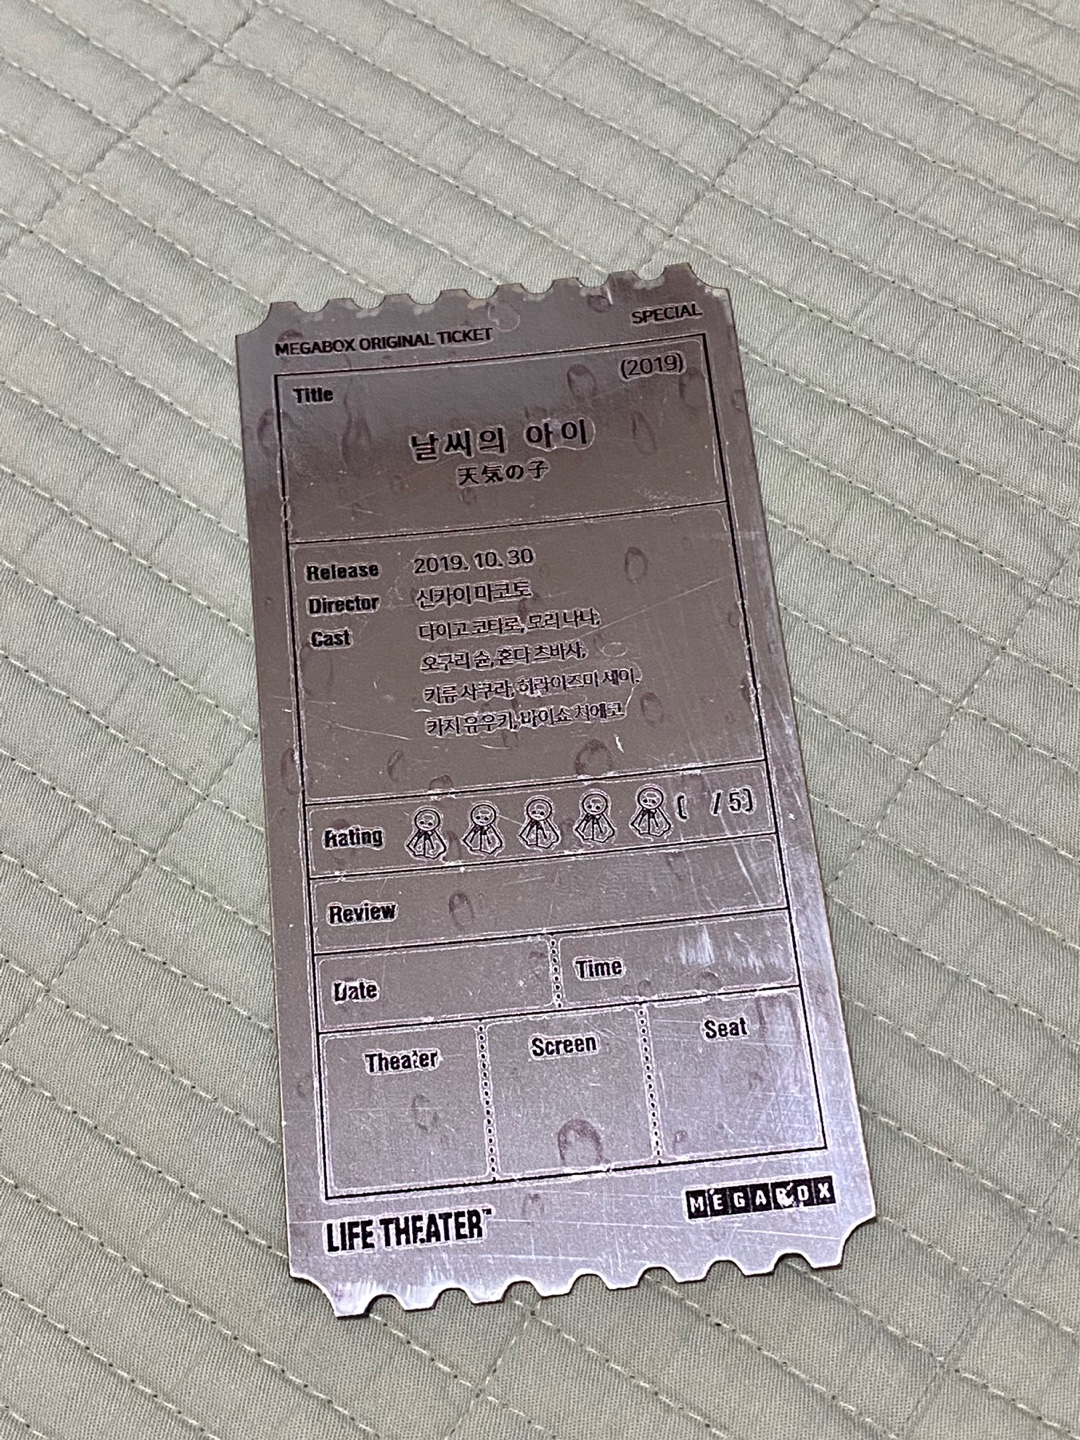 MEGABOX ORIGINAL TICKET
SPECIAL
Title
(2019)
날씨의 아이
天気の子
Release 2019. 10. 30
Director 신카이 마코토
Cast 다이고 코타로, 모리 나나,
오구리 슌, 혼다 츠바사,
키류 사쿠라, 히라이즈미 세이,
카지 유우키, 바이쇼 치에코
Rating ( / 5)
Review
Date
Time
Theater
Screen
Seat
LIFE THEATER™
MEGABOX